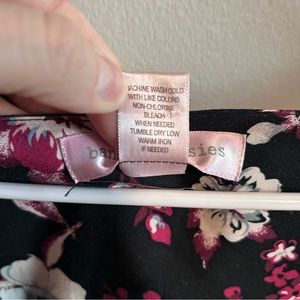 MACHINE WASH COLD
WITH LIKE COLORS
NON-CHLORINE
BLEACH
WHEN NEEDED
TUMBLE DRY LOW
WARM IRON
IF NEEDED